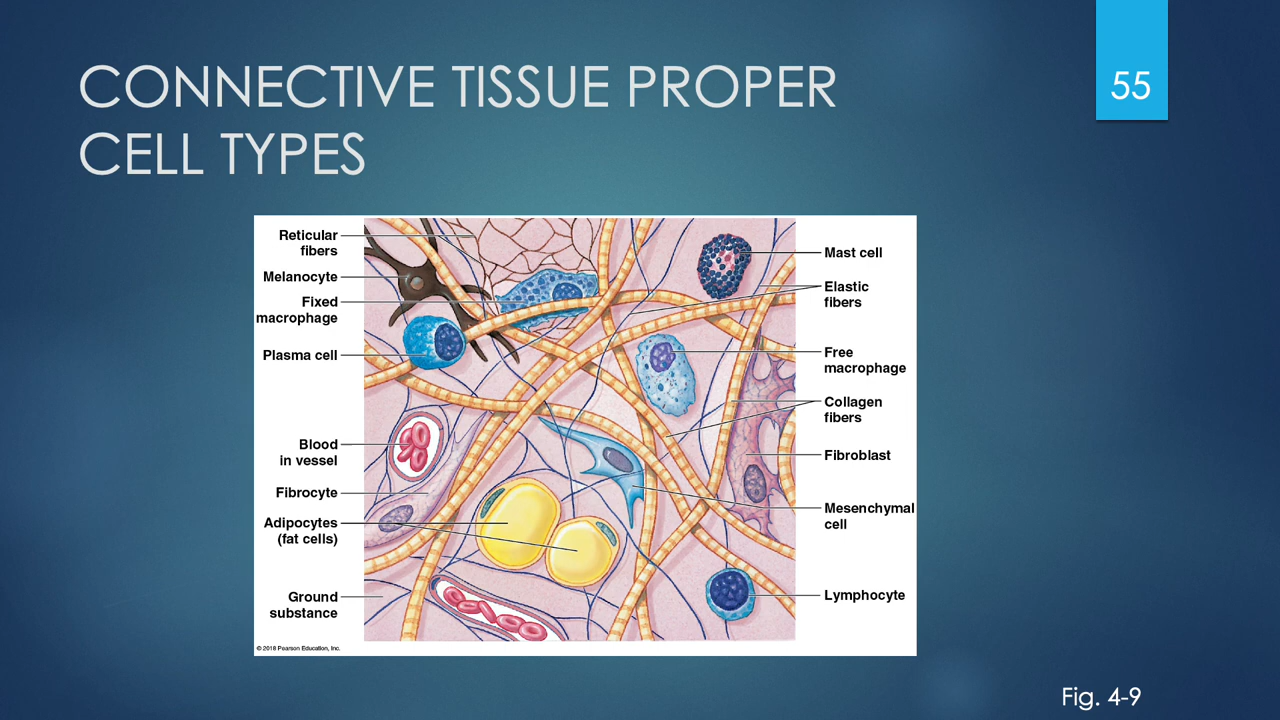 CONNECTIVE TISSUE PROPER
CELL TYPES
55
Reticular
fibers
Melanocyte
Fixed
macrophage
Plasma cell
Blood
in vessel
Fibrocyte
Adipocytes
(fat cells)
Ground
substance
Mast cell
Elastic
fibers
Free
macrophage
Collagen
fibers
Fibroblast
Mesenchymal
cell
Lymphocyte
© 2018 Pearson Education, Inc.
Fig. 4-9